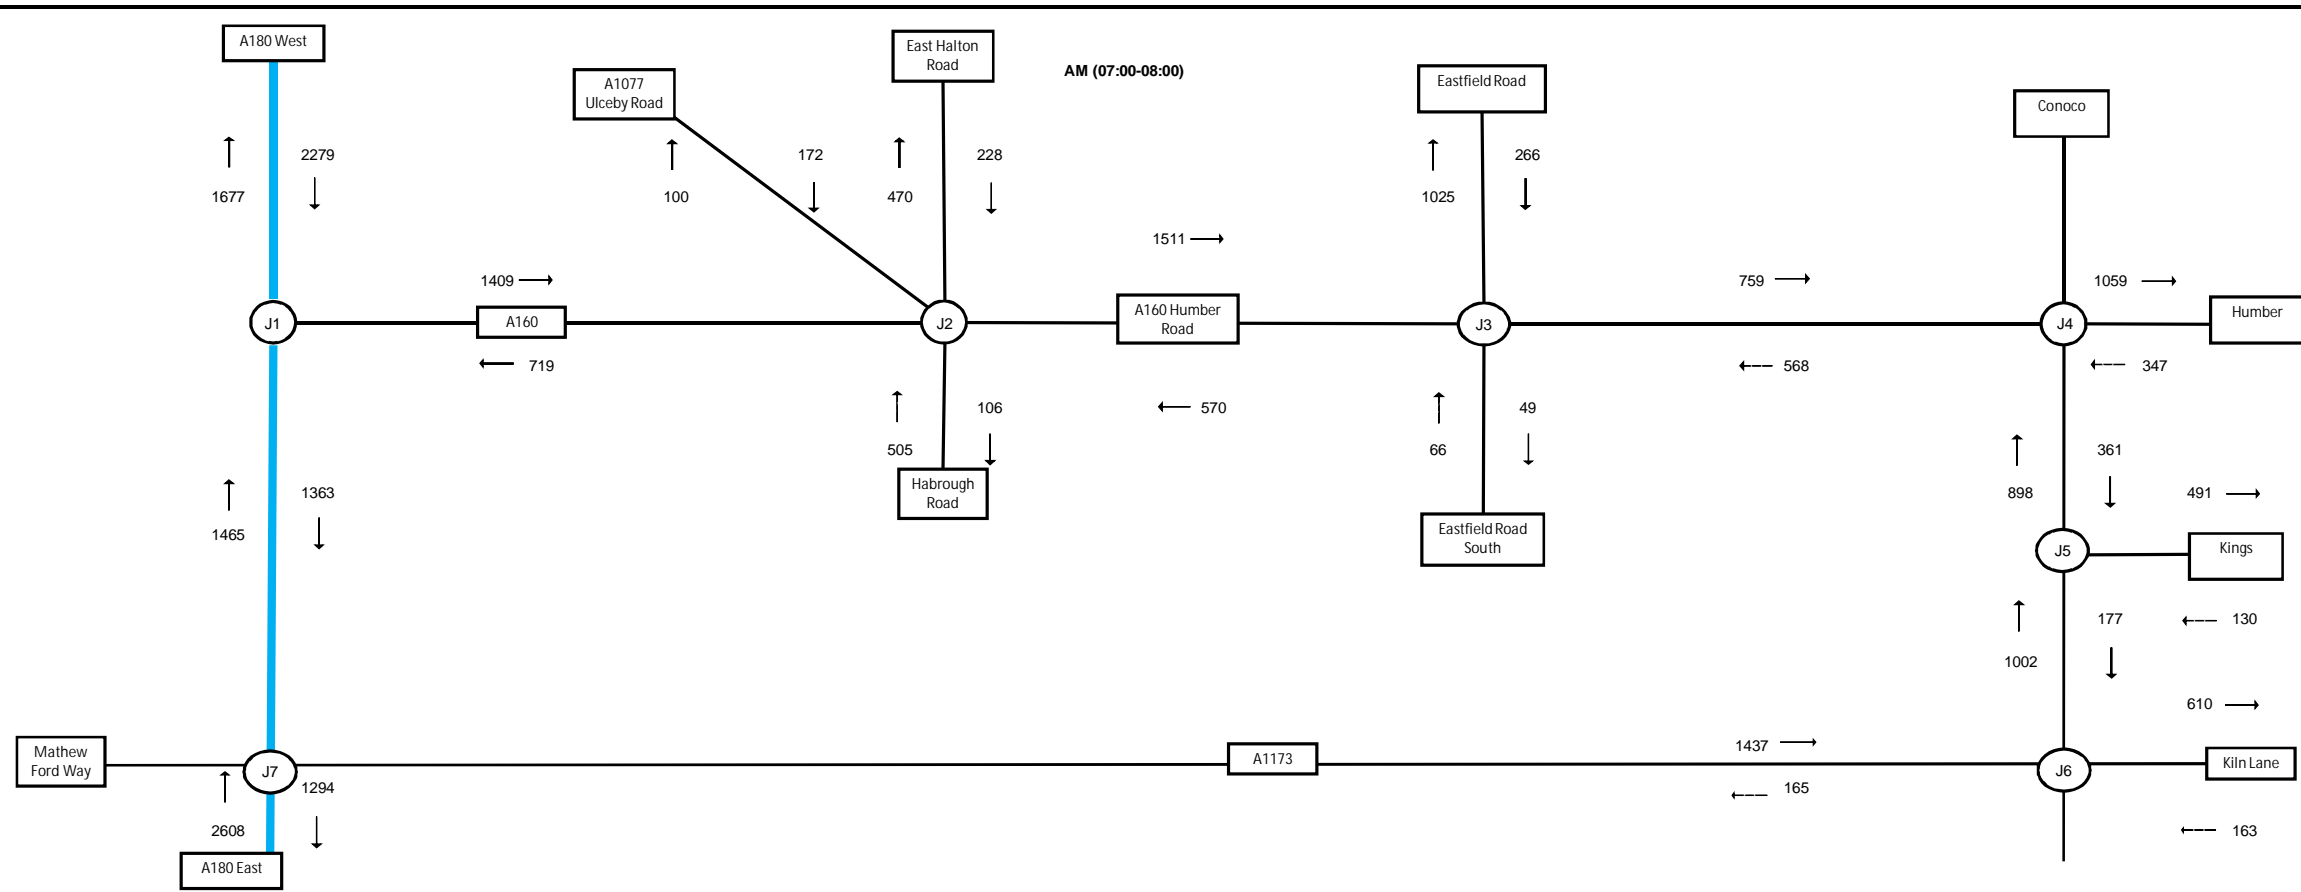 A180 West
East Halton
Road
AM (07:00-08:00)
A1077
Ulceby Road
Eastfield Road
Conoco
2279
172
228
266
1677
100
470
1025
1511
1409
759
1059
J1
A160
J2
A160 Humber
Road
J3
J4
Humber
719
568
347
570
106
49
505
66
361
Habrough
Road
1363
898
491
1465
Eastfield Road
South
J5
Kings
177
130
1002
610
Mathew
Ford Way
J7
A1173
1437
J6
Kiln Lane
1294
165
2608
163
A180 East